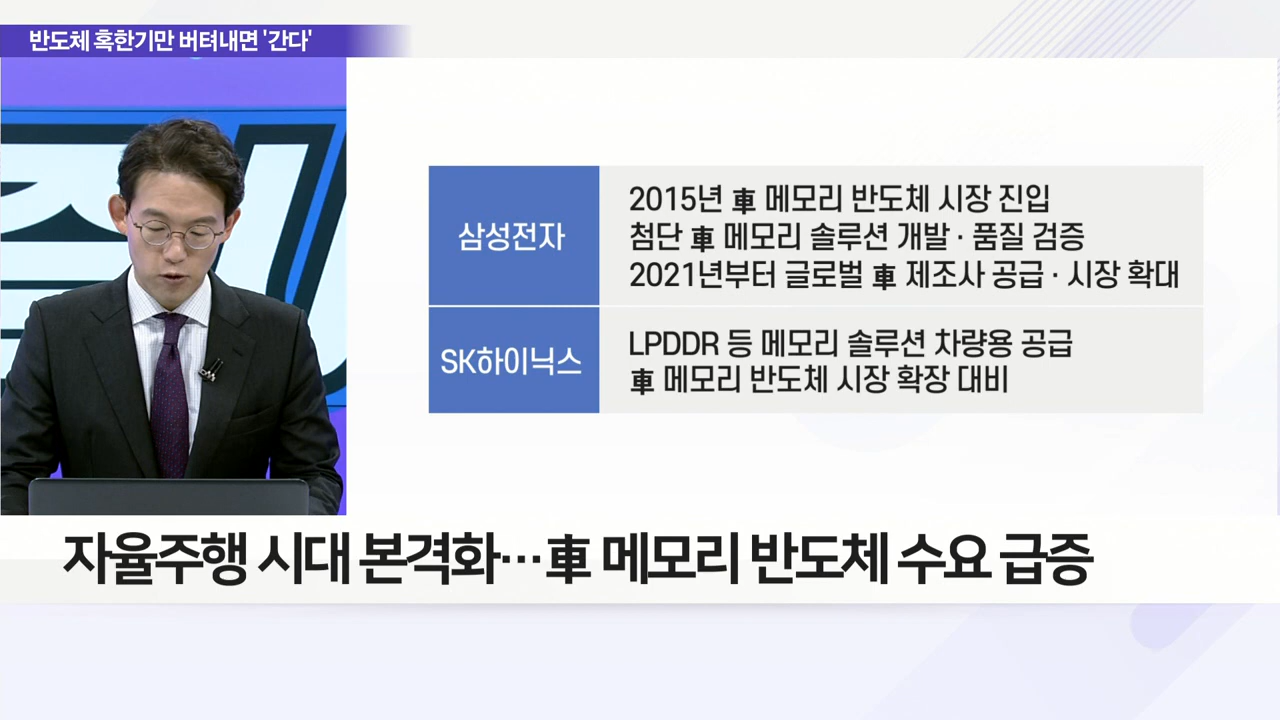 반도체 혹한기만 버텨내면 '간다'
삼성전자
2015년 車 메모리 반도체 시장 진입
첨단 車 메모리 솔루션 개발 · 품질 검증
2021년부터 글로벌 車 제조사 공급 · 시장 확대
SK하이닉스
LPDDR 등 메모리 솔루션 차량용 공급
車 메모리 반도체 시장 확장 대비
자율주행 시대 본격화…車 메모리 반도체 수요 급증